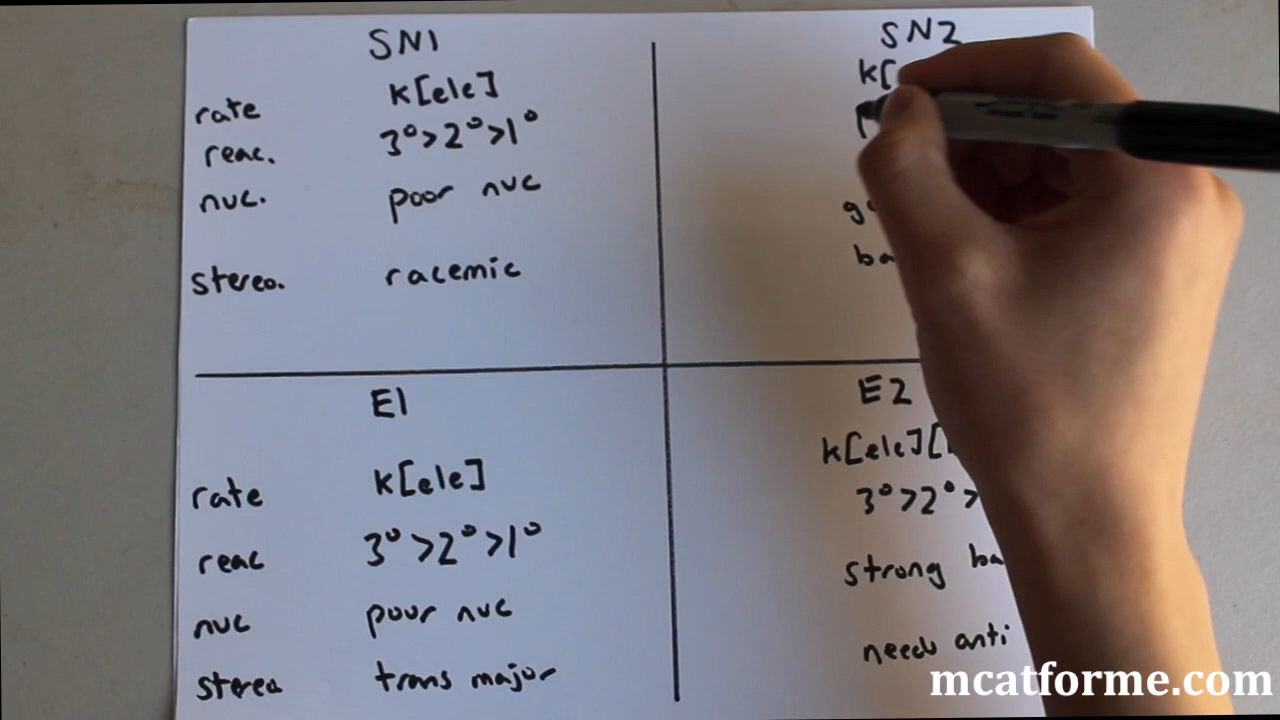 SN1
rate k[ele]
reac. 3°>2°>1°
nuc. poor nuc
stereo. racemic
SN2
k[
E1
rate k[ele]
reac 3°>2°>1°
nuc poor nuc
stereo trans major
E2
k[ele][
3°>2°>
strong
needs anti
mcatforme.com